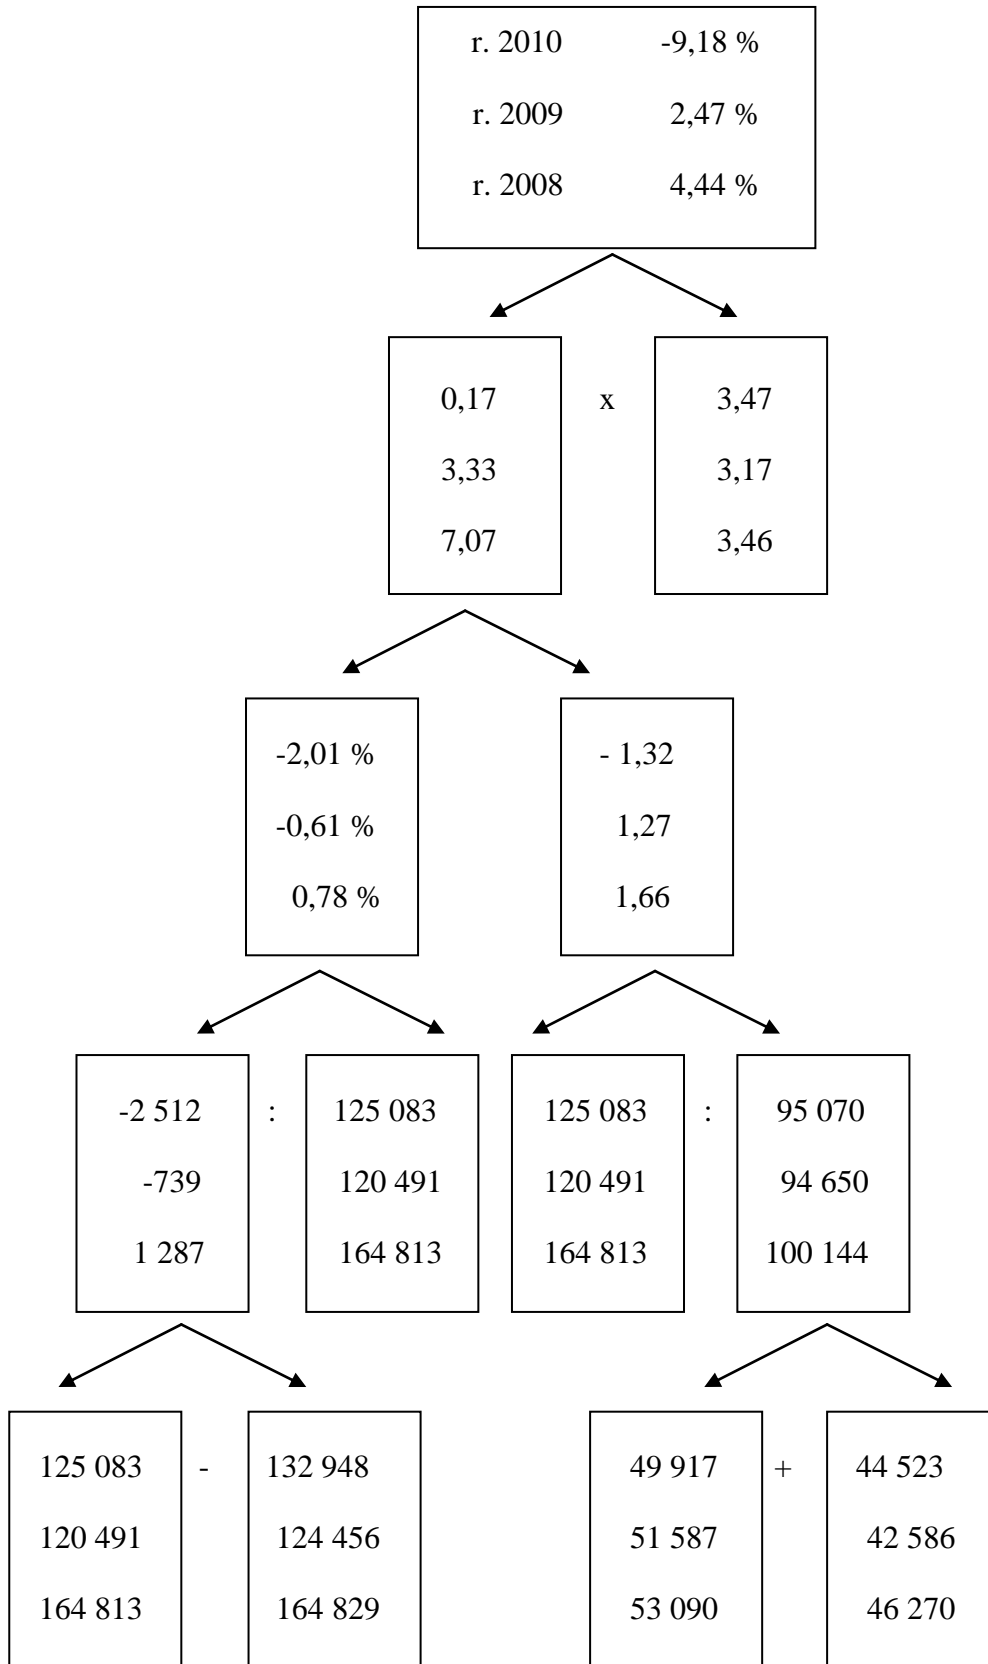 r. 2010 -9,18 %
r. 2009 2,47 %
r. 2008 4,44 %
0,17 x 3,47
3,33 3,17
7,07 3,46
-2,01 % - 1,32
-0,61 % 1,27
0,78 % 1,66
-2 512 : 125 083 125 083 : 95 070
-739 120 491 120 491 94 650
1 287 164 813 164 813 100 144
125 083 - 132 948 49 917 + 44 523
120 491 124 456 51 587 42 586
164 813 164 829 53 090 46 270